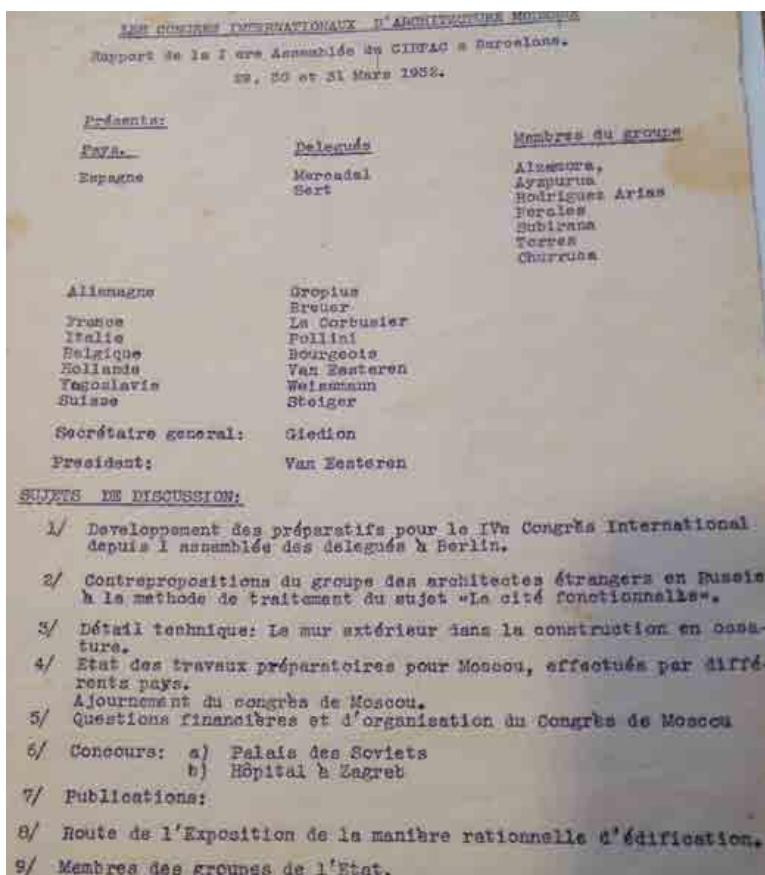 LES CONGRES INTERNATIONAUX D'ARCHITECTURE MODERNE
Rapport de la I ere Assemblée du CIRPAC a Barcelone.
29, 30 et 31 Mars 1932.
Présents:
Pays. Delegués Membres du groupe
Espagne Mercadal Alzamora,
Sert Ayzpurua
Rodriguez Arias
Perales
Subirana
Torres
Churruca
Allemagne Gropius
Breuer
France Le Corbusier
Italie Pollini
Belgique Bourgeois
Hollande Van Eesteren
Yugoslavie Weissmann
Suisse Steiger
Secrétaire general: Giedion
President: Van Eesteren
SUJETS DE DISCUSSION:
1/ Developpement des préparatifs pour le IVe Congrès International
depuis l assemblée des delegués à Berlin.
2/ Contrepropositions du groupe des architectes étrangers en Russie
à la methode de traitement du sujet "La cité fonctionnelle".
3/ Détail technique: Le mur extérieur dans la construction en ossa-
ture.
4/ Etat des travaux préparatoires pour Moscou, effectués par diffé-
rents pays.
Ajournement du congrès de Moscou.
5/ Questions financières et d'organisation du Congrès de Moscou
6/ Concours: a) Palais des Soviets
b) Hôpital à Zagreb
7/ Publications:
8/ Route de l'Exposition de la manière rationnelle d'édification.
9/ Membres des groupes de l'Etat.